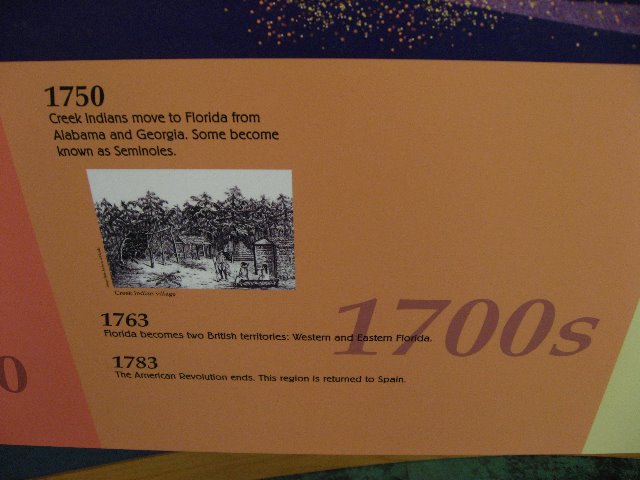 1750
Creek Indians move to Florida from
Alabama and Georgia. Some become
known as Seminoles.
Creek Indian village
1763
Florida becomes two British territories: Western and Eastern Florida.
1700s
1783
The American Revolution ends. This region is returned to Spain.
0